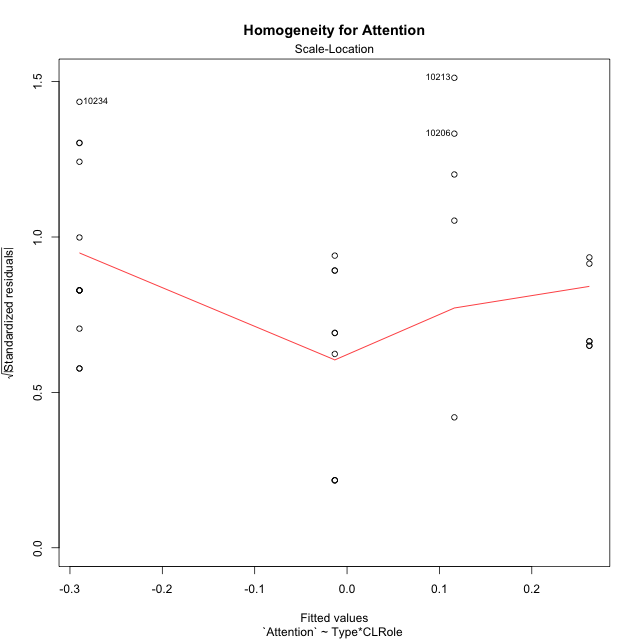 Homogeneity for Attention
Scale-Location
√|Standardized residuals|
1.5
1.0
0.5
0.0
10234
10213
10206
-0.3
-0.2
-0.1
0.0
0.1
0.2
Fitted values
`Attention` ~ Type*CLRole